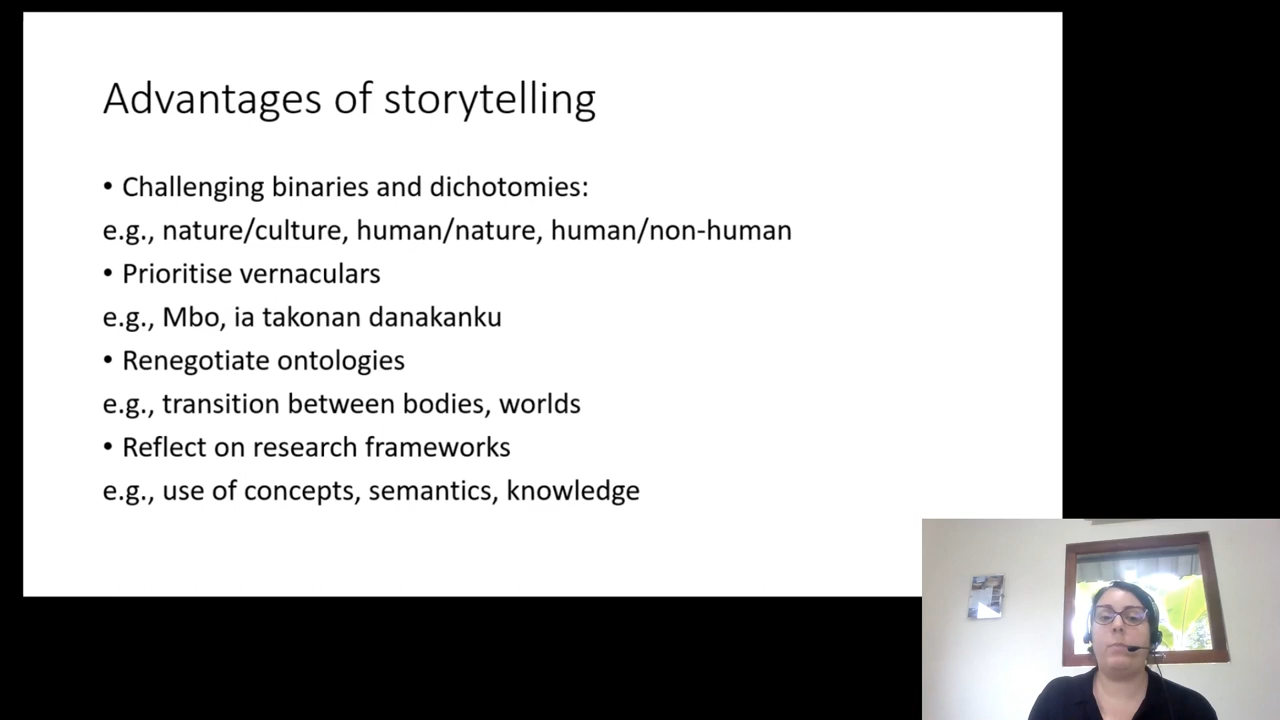 Advantages of storytelling
• Challenging binaries and dichotomies:
e.g., nature/culture, human/nature, human/non-human
• Prioritise vernaculars
e.g., Mbo, ia takonan danakanku
• Renegotiate ontologies
e.g., transition between bodies, worlds
• Reflect on research frameworks
e.g., use of concepts, semantics, knowledge